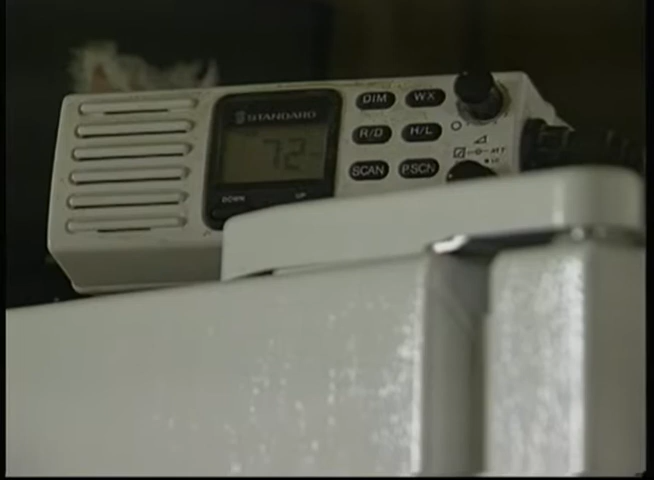 STANDARD
72
DOWN UP
DIM WX
R/D H/L
SCAN P.SCN